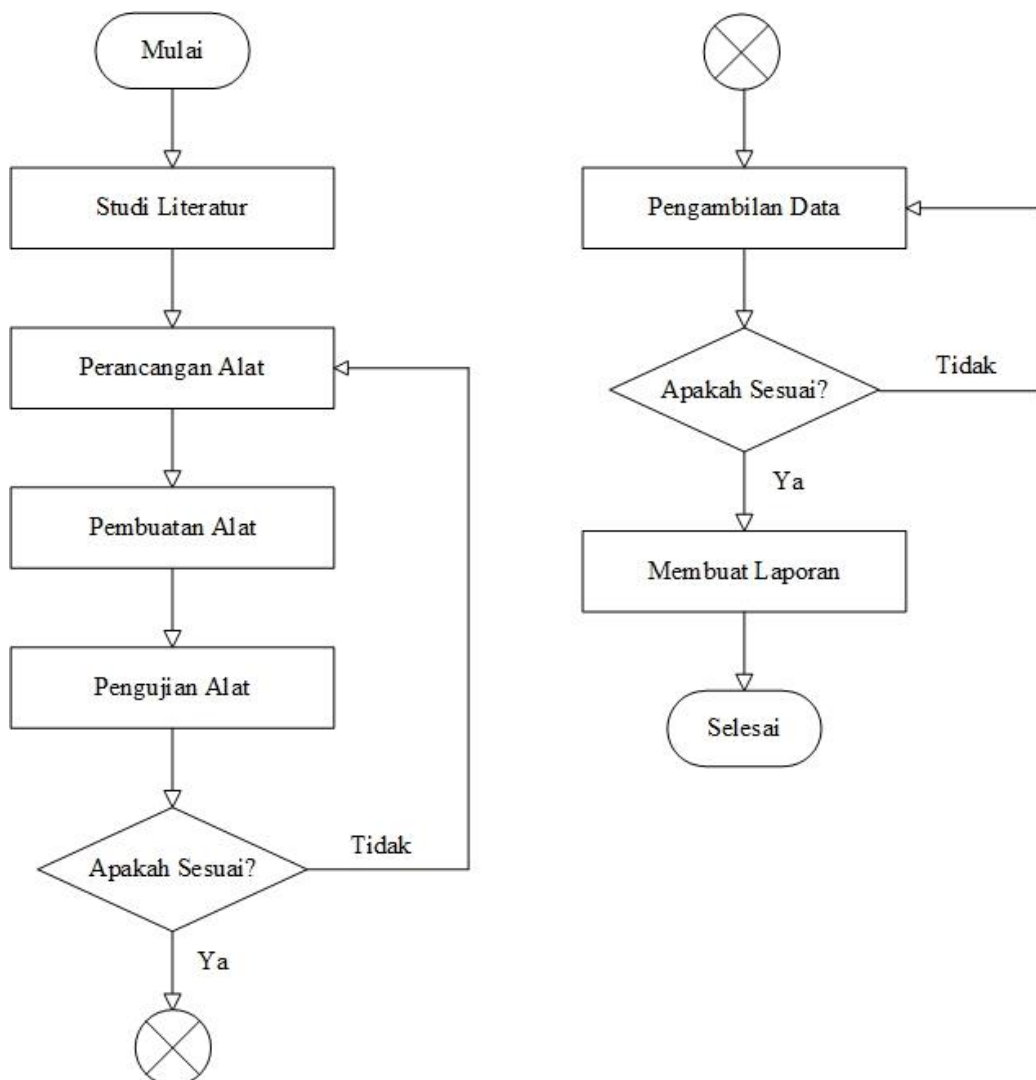 Mulai
Studi Literatur
Perancangan Alat
Pembuatan Alat
Pengujian Alat
Apakah Sesuai?
Tidak
Ya
Pengambilan Data
Apakah Sesuai?
Tidak
Ya
Membuat Laporan
Selesai